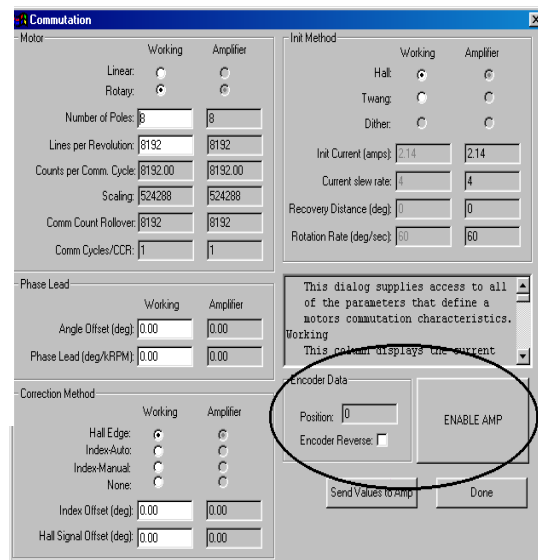 Commutation
Motor
Working Amplifier
Linear:
Rotary:
Number of Poles: 8 8
Lines per Revolution: 8192 8192
Counts per Comm. Cycle: 8192.00 8192.00
Scaling: 524288 524288
Comm Count Rollover: 8192 8192
Comm Cycles/CCR: 1 1
Phase Lead
Working Amplifier
Angle Offset (deg): 0.00 0.00
Phase Lead (deg/kRPM): 0.00 0.00
Correction Method
Working Amplifier
Hall Edge:
Index-Auto:
Index-Manual:
None:
Index Offset (deg): 0.00 0.00
Hall Signal Offset (deg): 0.00 0.00
Init Method
Working Amplifier
Hall:
Twang:
Dither:
Init Current (amps): 2.14 2.14
Current slew rate: 4 4
Recovery Distance (deg): 0 0
Rotation Rate (deg/sec): 60 60
This dialog supplies access to all
of the parameters that define a
motors commutation characteristics.
Working
This column displays the current
Encoder Data
Position: 0
Encoder Reverse:
ENABLE AMP
Send Values to Amp
Done